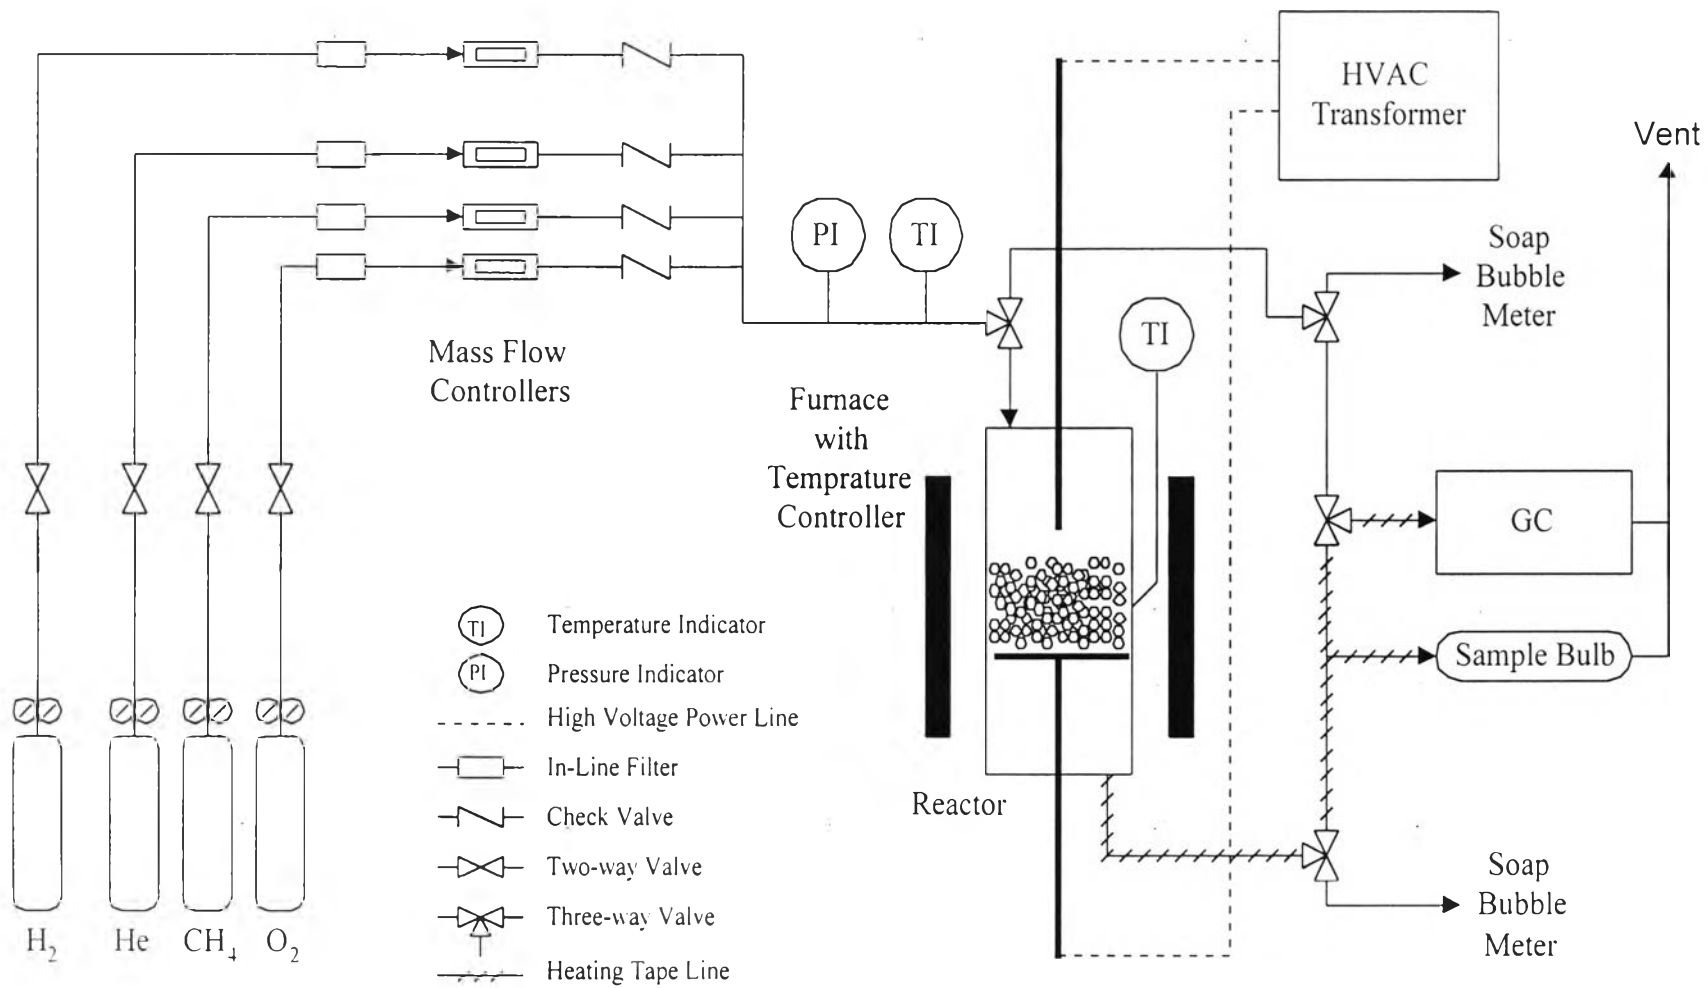 HVAC
Transformer
Vent
PI
TI
Soap
Bubble
Meter
TI
Mass Flow
Controllers
Furnace
with
Temprature
Controller
GC
Sample Bulb
TI Temperature Indicator
PI Pressure Indicator
High Voltage Power Line
In-Line Filter
Check Valve
Two-way Valve
Three-way Valve
Heating Tape Line
Reactor
Soap
Bubble
Meter
H₂
He
CH₄
O₂